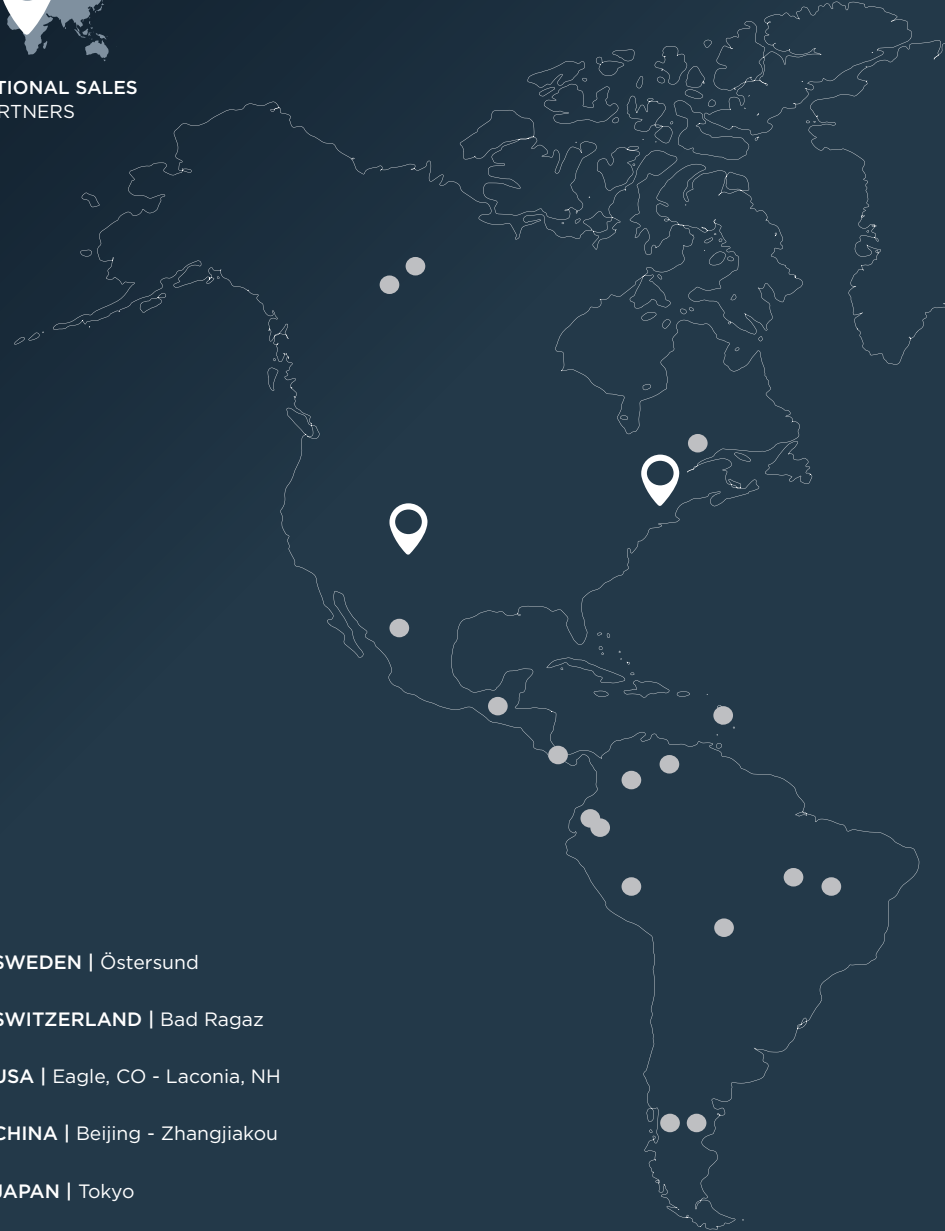 TIONAL SALES
RTNERS
SWEDEN | Östersund
SWITZERLAND | Bad Ragaz
USA | Eagle, CO - Laconia, NH
CHINA | Beijing - Zhangjiakou
JAPAN | Tokyo